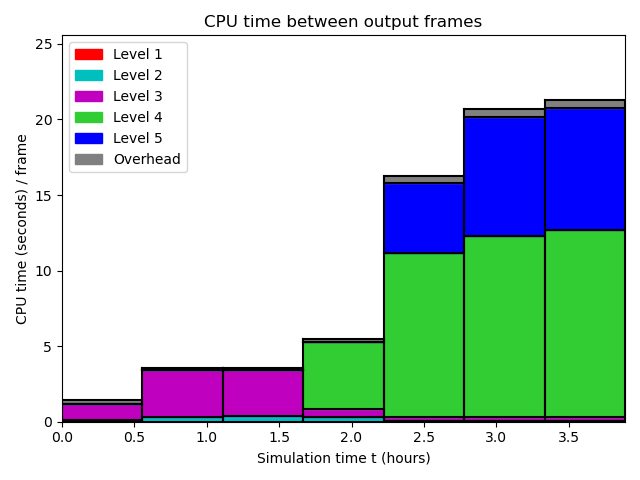 CPU time between output frames
25
20
15
10
5
0
CPU time (seconds) / frame
Level 1
Level 2
Level 3
Level 4
Level 5
Overhead
0.0 0.5 1.0 1.5 2.0 2.5 3.0 3.5
Simulation time t (hours)